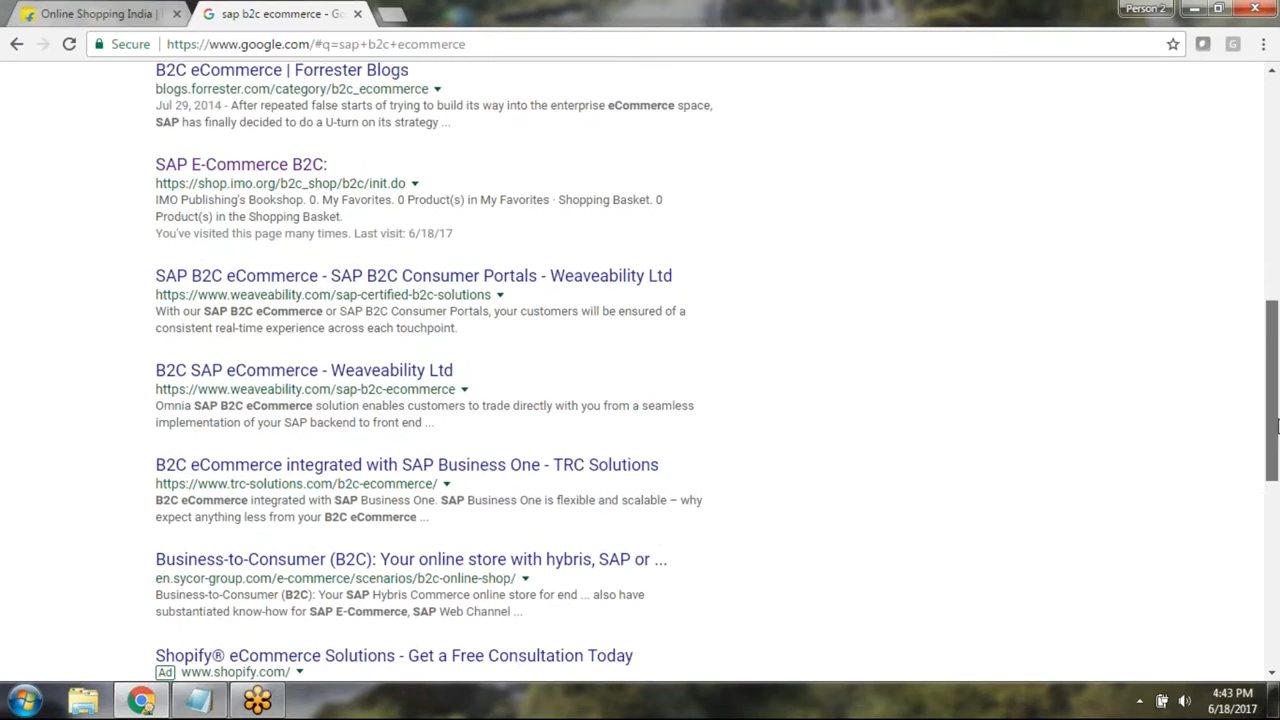 Online Shopping India |
sap b2c ecommerce - Go
Person 2
Secure
https://www.google.com/#q=sap+b2c+ecommerce
B2C eCommerce | Forrester Blogs
blogs.forrester.com/category/b2c_ecommerce
Jul 29, 2014 - After repeated false starts of trying to build its way into the enterprise eCommerce space,
SAP has finally decided to do a U-turn on its strategy ...
SAP E-Commerce B2C:
https://shop.imo.org/b2c_shop/b2c/init.do
IMO Publishing's Bookshop. 0. My Favorites. 0 Product(s) in My Favorites · Shopping Basket. 0
Product(s) in the Shopping Basket.
You've visited this page many times. Last visit: 6/18/17
SAP B2C eCommerce - SAP B2C Consumer Portals - Weaveability Ltd
https://www.weaveability.com/sap-certified-b2c-solutions
With our SAP B2C eCommerce or SAP B2C Consumer Portals, your customers will be ensured of a
consistent real-time experience across each touchpoint.
B2C SAP eCommerce - Weaveability Ltd
https://www.weaveability.com/sap-b2c-ecommerce
Omnia SAP B2C eCommerce solution enables customers to trade directly with you from a seamless
implementation of your SAP backend to front end ...
B2C eCommerce integrated with SAP Business One - TRC Solutions
https://www.trc-solutions.com/b2c-ecommerce/
B2C eCommerce integrated with SAP Business One. SAP Business One is flexible and scalable – why
expect anything less from your B2C eCommerce ...
Business-to-Consumer (B2C): Your online store with hybris, SAP or ...
en.sycor-group.com/e-commerce/scenarios/b2c-online-shop/
Business-to-Consumer (B2C): Your SAP Hybris Commerce online store for end ... also have
substantiated know-how for SAP E-Commerce, SAP Web Channel ...
Shopify® eCommerce Solutions - Get a Free Consultation Today
Ad www.shopify.com/
4:43 PM
6/18/2017